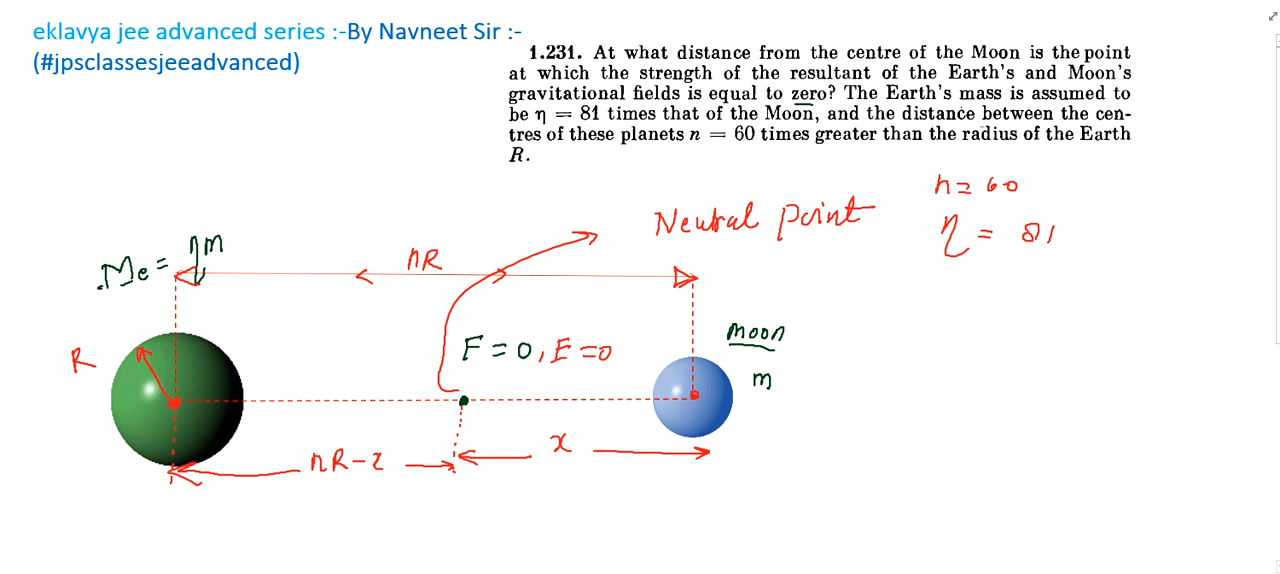 eklavya jee advanced series :-By Navneet Sir :-
(#jpsclassesjeeadvanced)
1.231. At what distance from the centre of the Moon is the point
at which the strength of the resultant of the Earth's and Moon's
gravitational fields is equal to zero? The Earth's mass is assumed to
be η = 81 times that of the Moon, and the distance between the cen-
tres of these planets n = 60 times greater than the radius of the Earth
R.
n = 60
Neutral point
η = 81
Me = ηm
nR
moon
F = 0, E = 0
R
m
x
nR-x